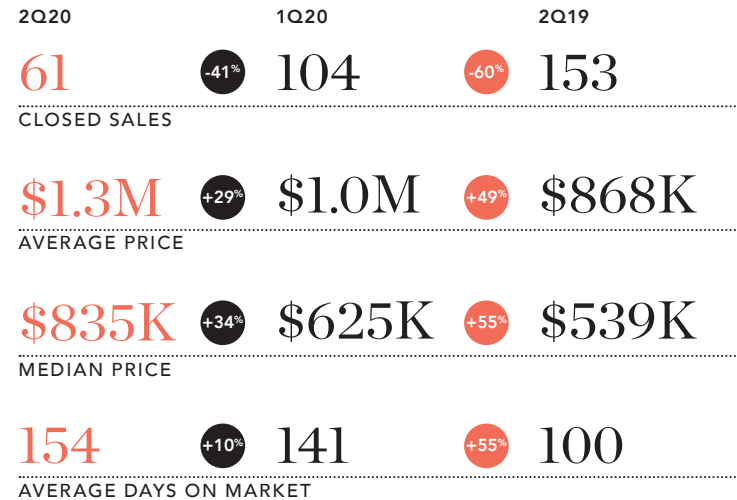 2Q20 1Q20 2Q19
61 -41% 104 -60% 153
CLOSED SALES
$1.3M +29% $1.0M +49% $868K
AVERAGE PRICE
$835K +34% $625K +55% $539K
MEDIAN PRICE
154 +10% 141 +55% 100
AVERAGE DAYS ON MARKET